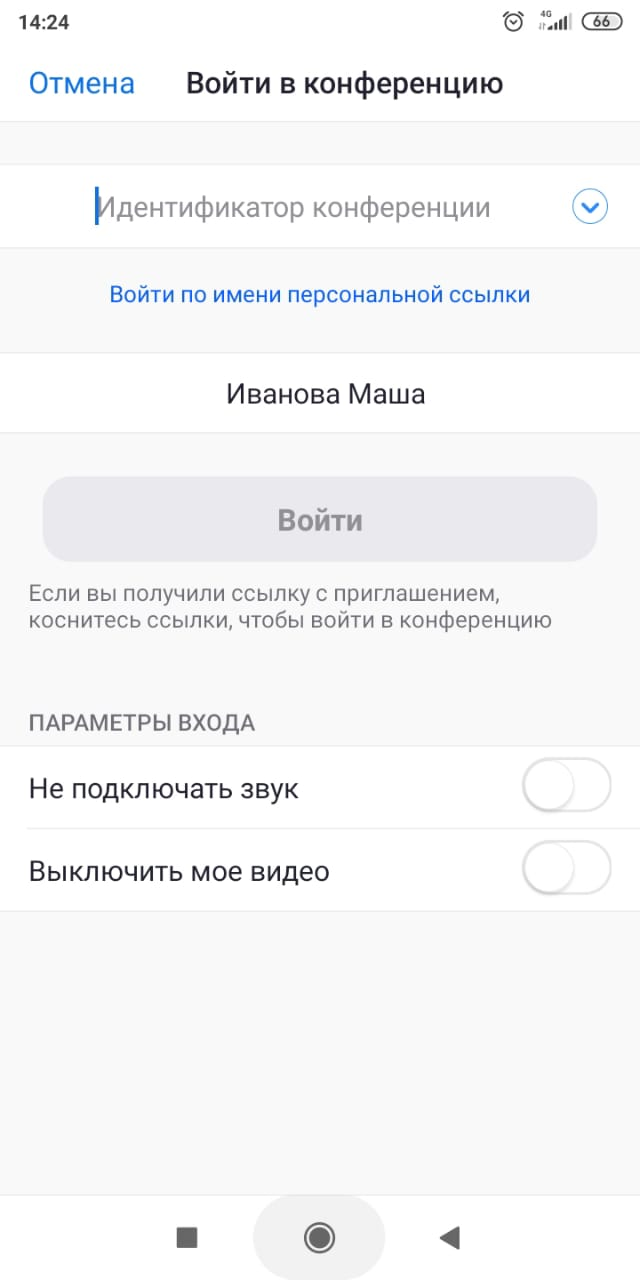 14:24
4G
66
Отмена
Войти в конференцию
Идентификатор конференции
Войти по имени персональной ссылки
Иванова Маша
Войти
Если вы получили ссылку с приглашением,
коснитесь ссылки, чтобы войти в конференцию
ПАРАМЕТРЫ ВХОДА
Не подключать звук
Выключить мое видео